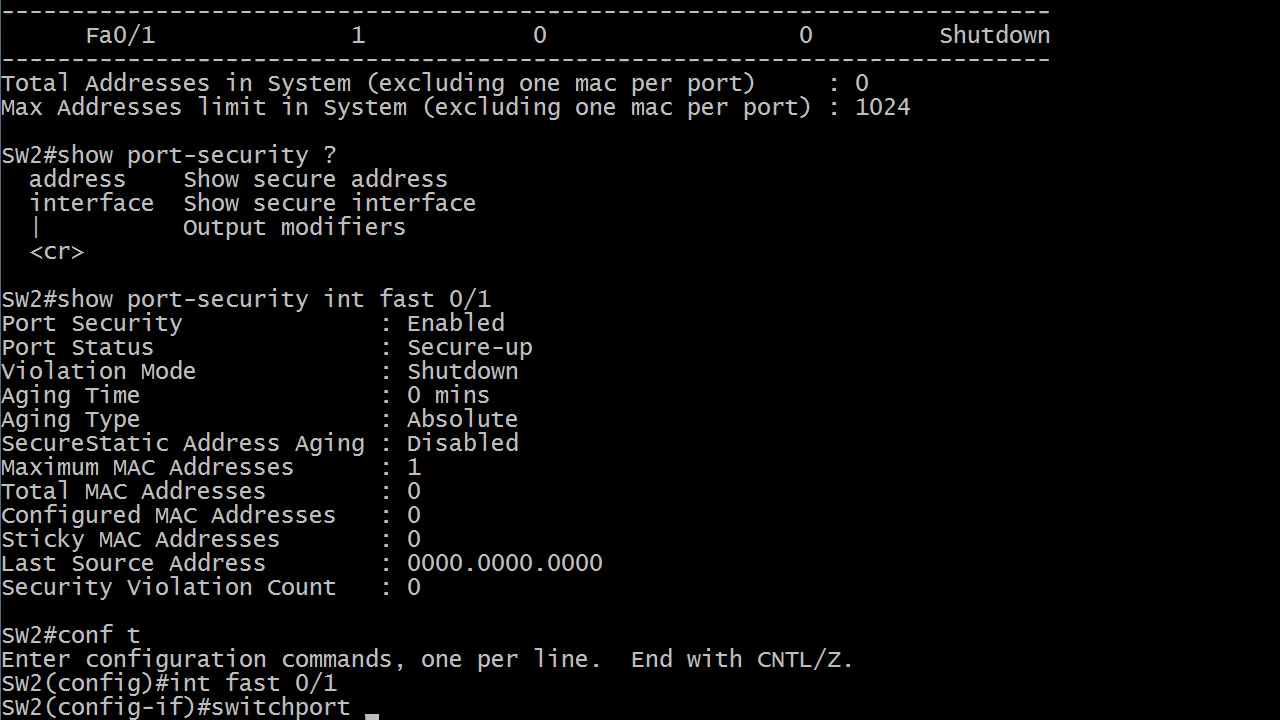 ---------------------------------------------------------------------------
      Fa0/1              1            0                  0         Shutdown
---------------------------------------------------------------------------
Total Addresses in System (excluding one mac per port)     : 0
Max Addresses limit in System (excluding one mac per port) : 1024
SW2#show port-security ?
  address    Show secure address
  interface  Show secure interface
  |          Output modifiers
  <cr>
SW2#show port-security int fast 0/1
Port Security              : Enabled
Port Status                : Secure-up
Violation Mode             : Shutdown
Aging Time                 : 0 mins
Aging Type                 : Absolute
SecureStatic Address Aging : Disabled
Maximum MAC Addresses      : 1
Total MAC Addresses        : 0
Configured MAC Addresses   : 0
Sticky MAC Addresses       : 0
Last Source Address        : 0000.0000.0000
Security Violation Count   : 0
SW2#conf t
Enter configuration commands, one per line.  End with CNTL/Z.
SW2(config)#int fast 0/1
SW2(config-if)#switchport _